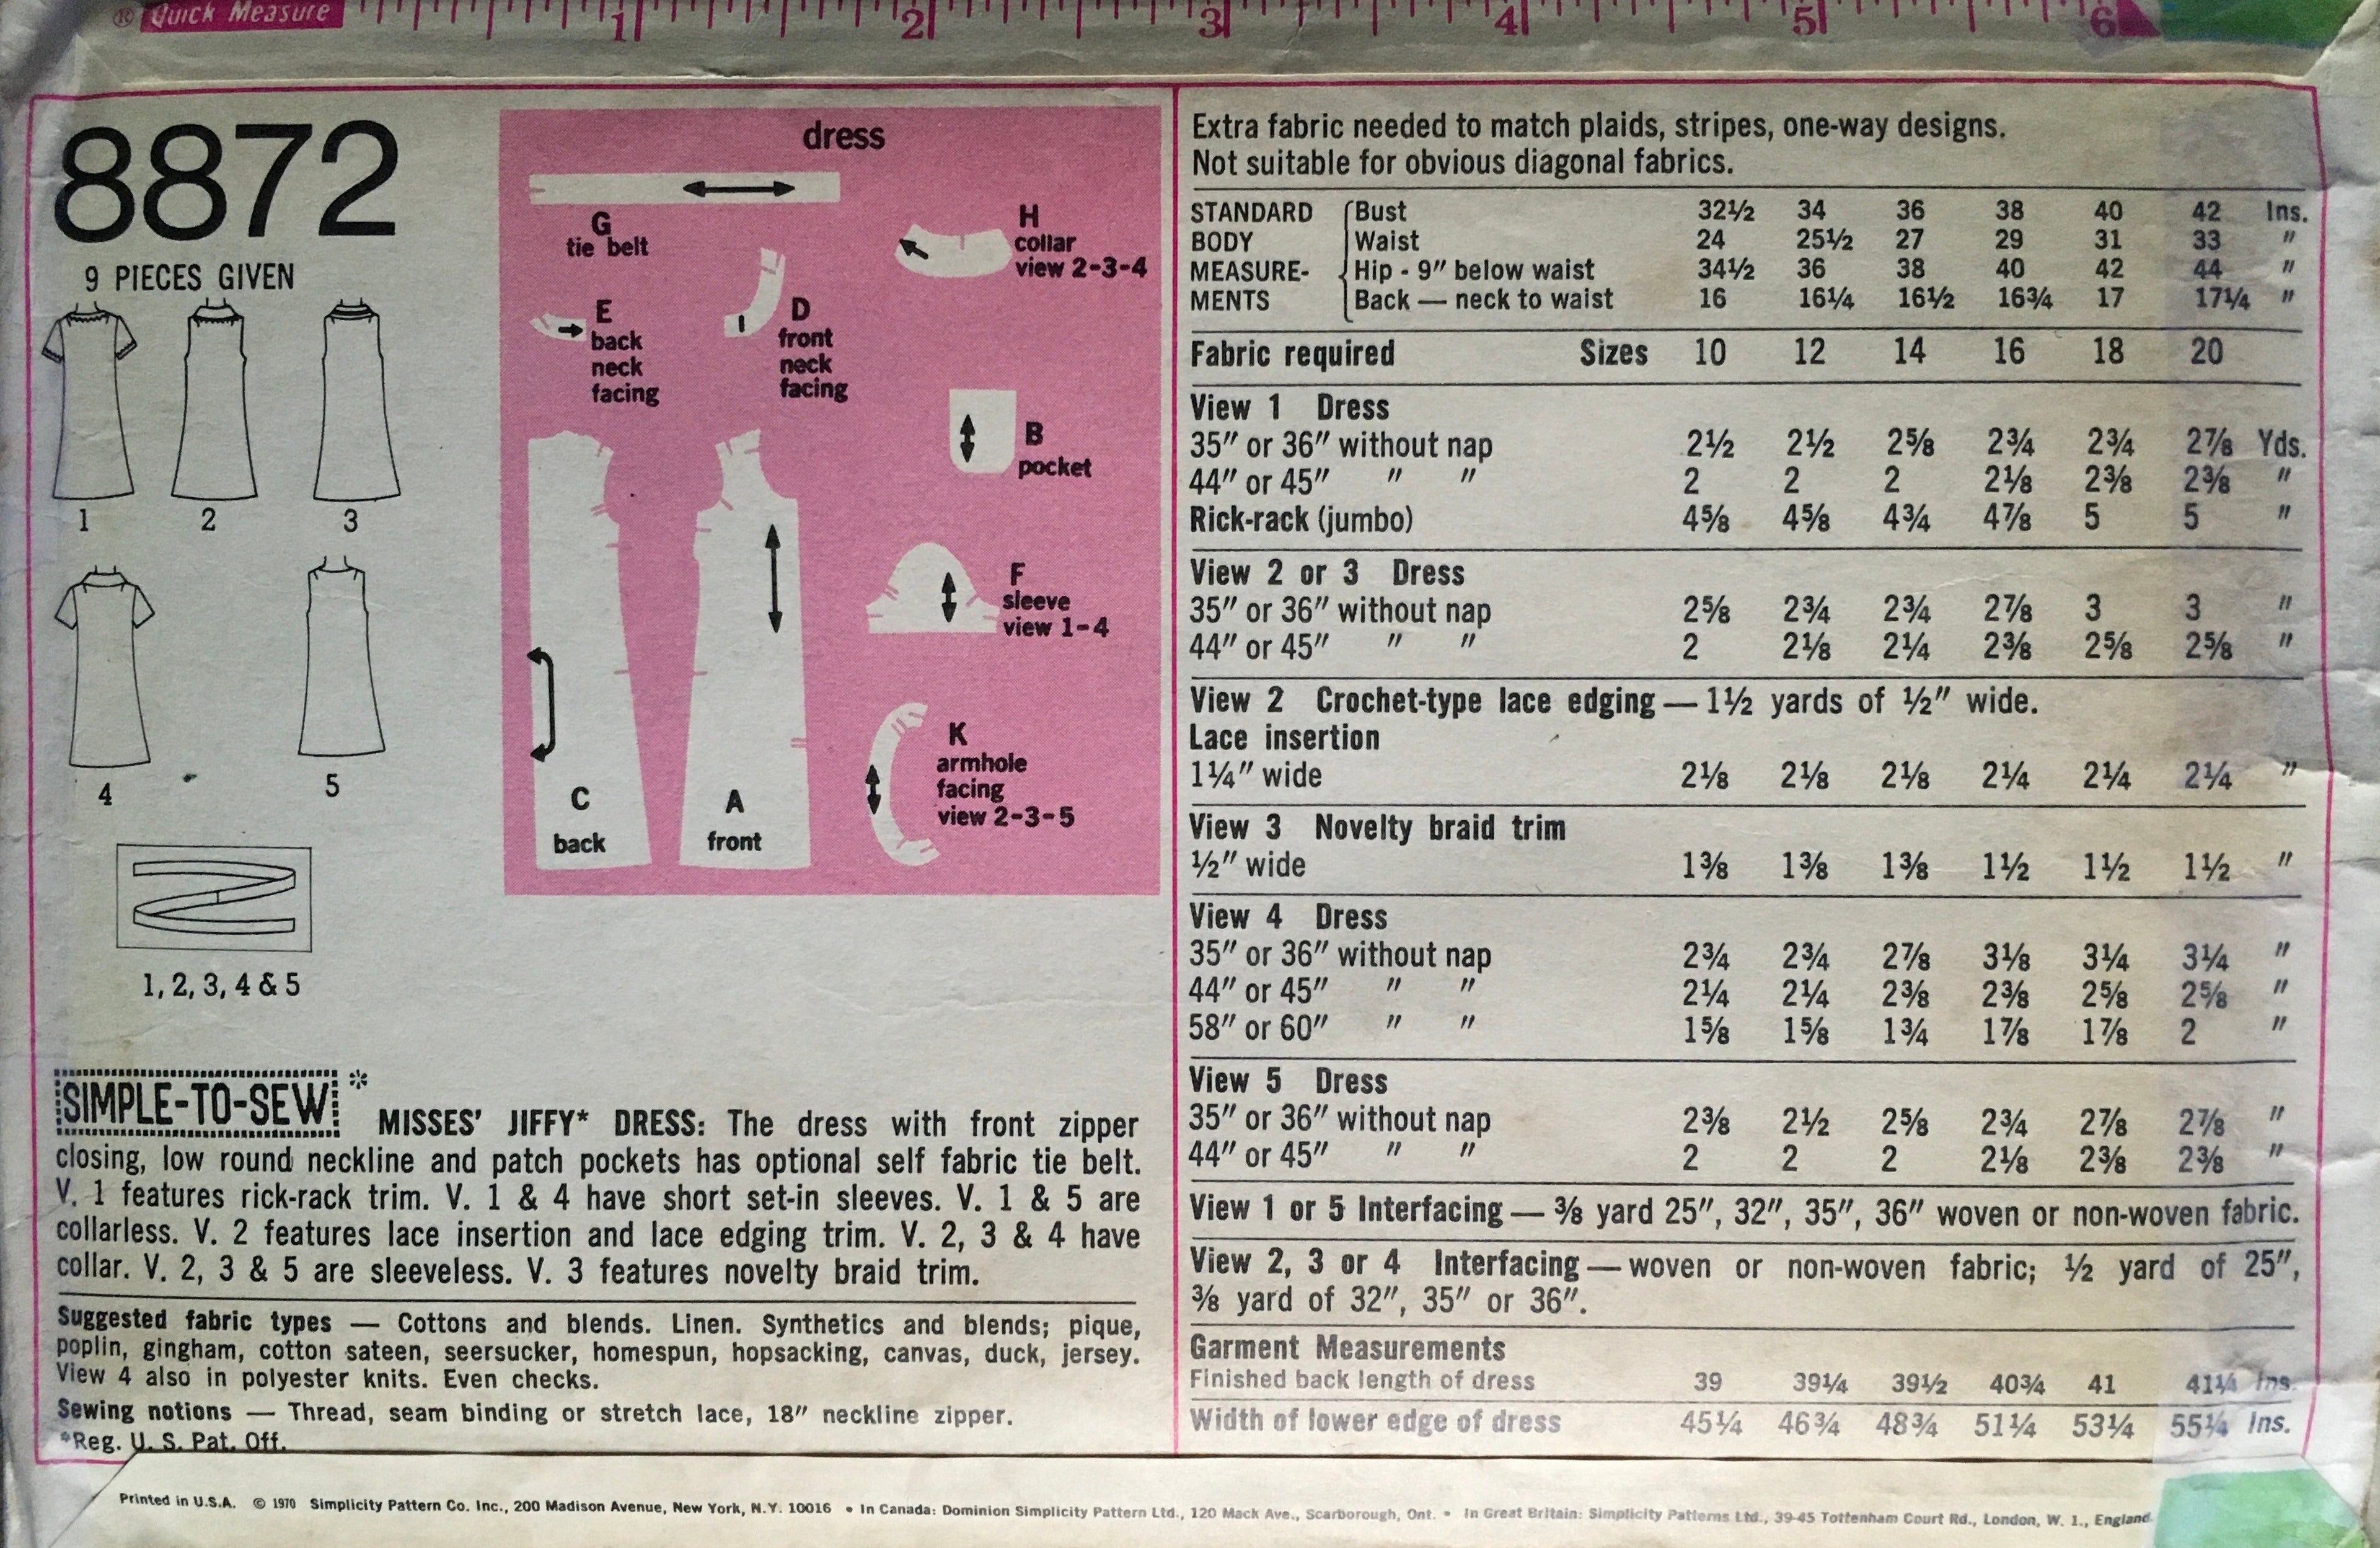 ® Quick Measure 1 2 3 4 5 6
8872
9 PIECES GIVEN
1 2 3
4 5
1, 2, 3, 4 & 5
dress
G
tie belt
H
collar
view 2-3-4
E
back
neck
facing
D
front
neck
facing
B
pocket
F
sleeve
view 1-4
K
armhole
facing
view 2-3-5
C
back
A
front
SIMPLE-TO-SEW*
MISSES' JIFFY* DRESS: The dress with front zipper
closing, low round neckline and patch pockets has optional self fabric tie belt.
V. 1 features rick-rack trim. V. 1 & 4 have short set-in sleeves. V. 1 & 5 are
collarless. V. 2 features lace insertion and lace edging trim. V. 2, 3 & 4 have
collar. V. 2, 3 & 5 are sleeveless. V. 3 features novelty braid trim.
Suggested fabric types — Cottons and blends. Linen. Synthetics and blends; pique,
poplin, gingham, cotton sateen, seersucker, homespun, hopsacking, canvas, duck, jersey.
View 4 also in polyester knits. Even checks.
Sewing notions — Thread, seam binding or stretch lace, 18″ neckline zipper.
*Reg. U. S. Pat. Off.
Extra fabric needed to match plaids, stripes, one-way designs.
Not suitable for obvious diagonal fabrics.
STANDARD Bust 32½ 34 36 38 40 42 Ins.
BODY Waist 24 25½ 27 29 31 33 ″
MEASURE- Hip - 9″ below waist 34½ 36 38 40 42 44 ″
MENTS Back — neck to waist 16 16¼ 16½ 16¾ 17 17¼ ″
Fabric required Sizes 10 12 14 16 18 20
View 1 Dress
35″ or 36″ without nap 2½ 2½ 2⅝ 2¾ 2¾ 2⅞ Yds.
44″ or 45″ ″ ″ 2 2 2 2⅛ 2⅜ 2⅜ ″
Rick-rack (jumbo) 4⅝ 4⅝ 4¾ 4⅞ 5 5 ″
View 2 or 3 Dress
35″ or 36″ without nap 2⅝ 2¾ 2¾ 2⅞ 3 3 ″
44″ or 45″ ″ ″ 2 2⅛ 2¼ 2⅜ 2⅝ 2⅝ ″
View 2 Crochet-type lace edging — 1½ yards of ½″ wide.
Lace insertion
1¼″ wide 2⅛ 2⅛ 2⅛ 2¼ 2¼ 2¼ ″
View 3 Novelty braid trim
½″ wide 1⅜ 1⅜ 1⅜ 1½ 1½ 1½ ″
View 4 Dress
35″ or 36″ without nap 2¾ 2¾ 2⅞ 3⅛ 3¼ 3¼ ″
44″ or 45″ ″ ″ 2¼ 2¼ 2⅜ 2⅜ 2⅝ 2⅝ ″
58″ or 60″ ″ ″ 1⅝ 1⅝ 1¾ 1⅞ 1⅞ 2 ″
View 5 Dress
35″ or 36″ without nap 2⅜ 2½ 2⅝ 2¾ 2⅞ 2⅞ ″
44″ or 45″ ″ ″ 2 2 2 2⅛ 2⅜ 2⅜ ″
View 1 or 5 Interfacing — ⅜ yard 25″, 32″, 35″, 36″ woven or non-woven fabric.
View 2, 3 or 4 Interfacing — woven or non-woven fabric; ½ yard of 25″,
⅜ yard of 32″, 35″ or 36″.
Garment Measurements
Finished back length of dress 39 39¼ 39½ 40¾ 41 41¼ Ins.
Width of lower edge of dress 45¼ 46¾ 48¾ 51¼ 53¼ 55¼ Ins.
Printed in U.S.A. © 1970 Simplicity Pattern Co. Inc., 200 Madison Avenue, New York, N.Y. 10016 • In Canada: Dominion Simplicity Pattern Ltd., 120 Mack Ave., Scarborough, Ont. • In Great Britain: Simplicity Patterns Ltd., 39-45 Tottenham Court Rd., London, W. 1., England